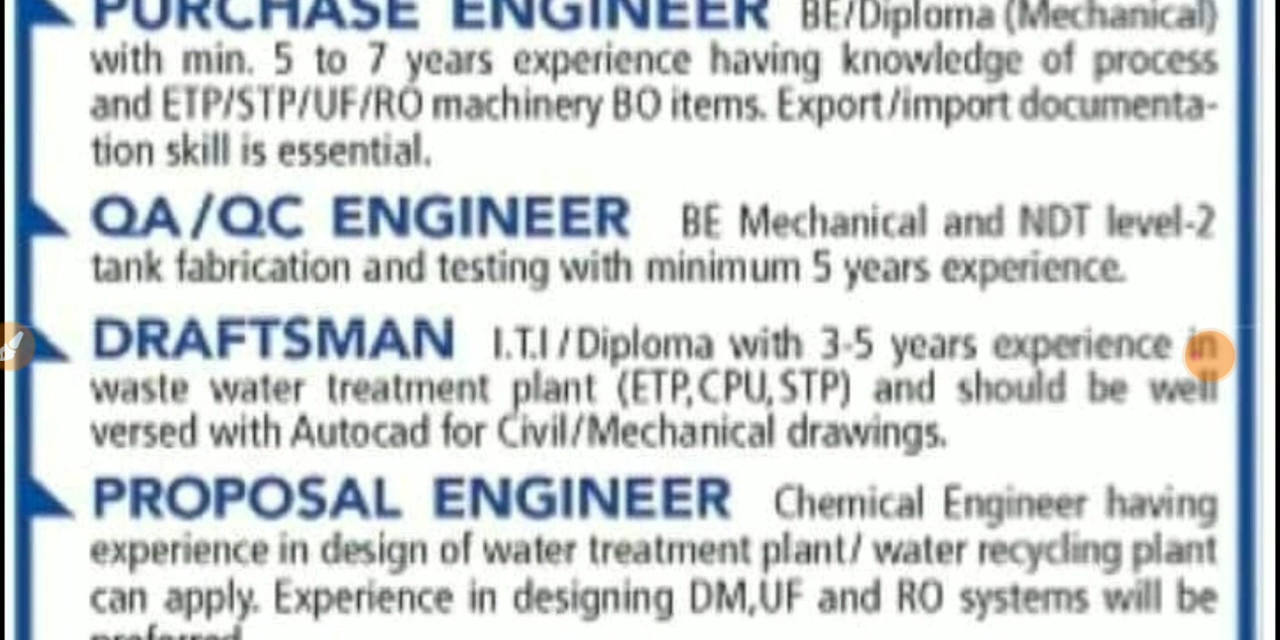 PURCHASE ENGINEER BE/Diploma (Mechanical)
with min. 5 to 7 years experience having knowledge of process
and ETP/STP/UF/RO machinery BO items. Export/import documenta-
tion skill is essential.
QA/QC ENGINEER BE Mechanical and NDT level-2
tank fabrication and testing with minimum 5 years experience.
DRAFTSMAN I.T.I/Diploma with 3-5 years experience in
waste water treatment plant (ETP,CPU,STP) and should be well
versed with Autocad for Civil/Mechanical drawings.
PROPOSAL ENGINEER Chemical Engineer having
experience in design of water treatment plant/ water recycling plant
can apply. Experience in designing DM,UF and RO systems will be
preferred.